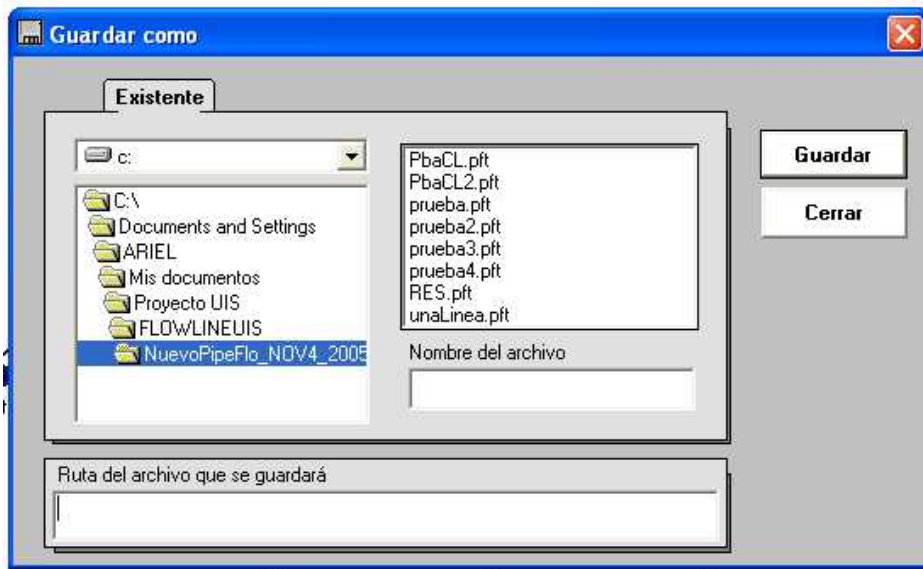 Guardar como
Existente
c:
C:\
Documents and Settings
ARIEL
Mis documentos
Proyecto UIS
FLOWLINEUIS
NuevoPipeFlo_NOV4_2005
PbaCL.pft
PbaCL2.pft
prueba.pft
prueba2.pft
prueba3.pft
prueba4.pft
RES.pft
unaLinea.pft
Nombre del archivo
Guardar
Cerrar
Ruta del archivo que se guardará